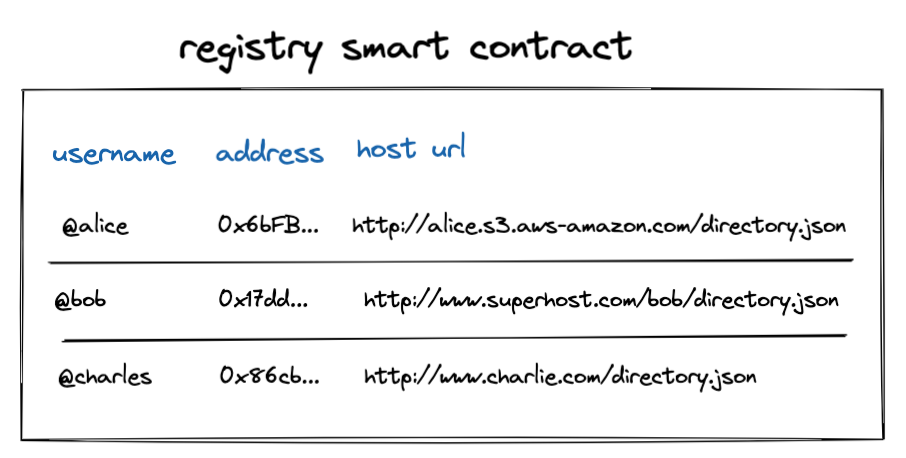 registry smart contract
username address host url
@alice 0x6bFB... http://alice.s3.aws-amazon.com/directory.json
@bob 0x17dd... http://www.superhost.com/bob/directory.json
@charles 0x86cb... http://www.charlie.com/directory.json